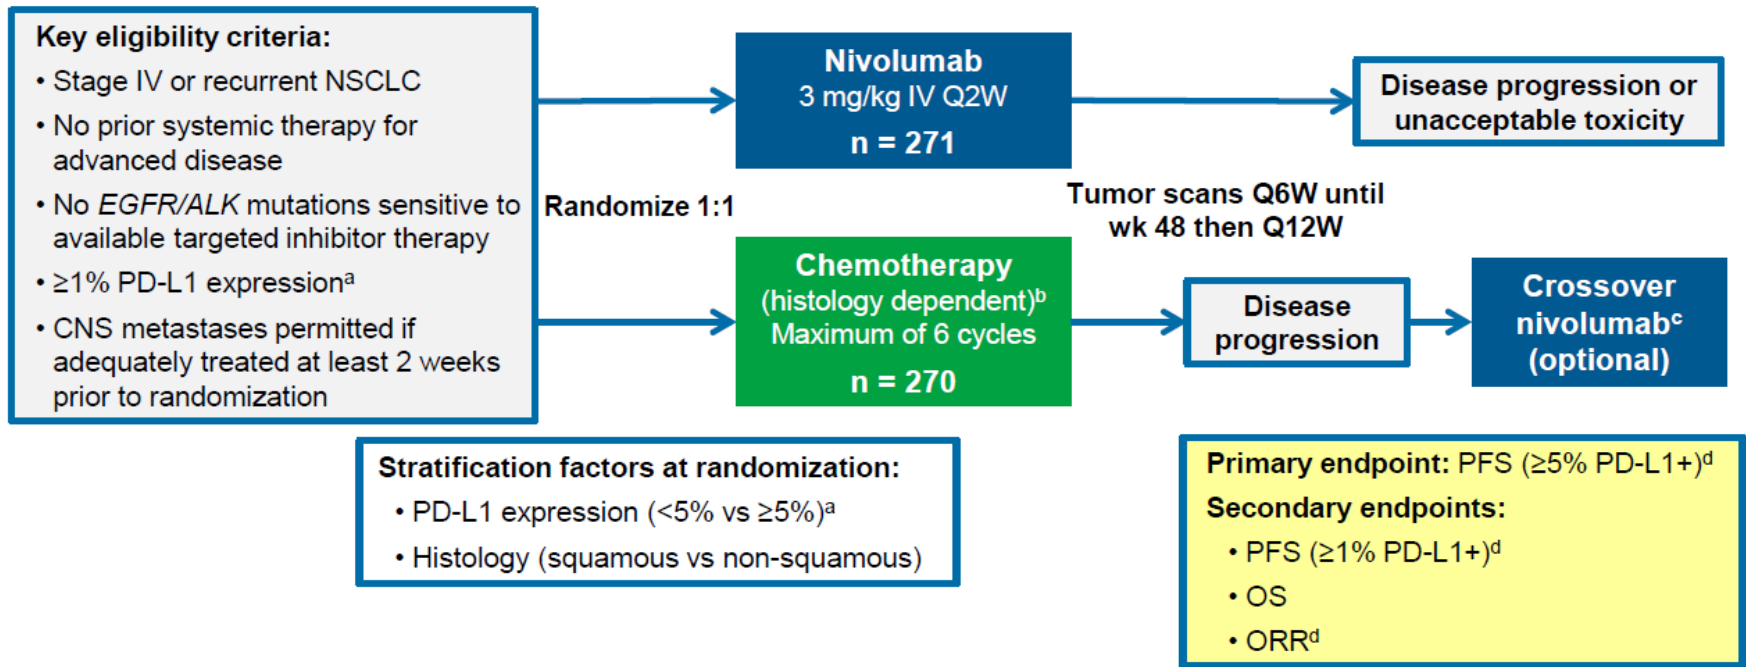 Key eligibility criteria:
• Stage IV or recurrent NSCLC
• No prior systemic therapy for
advanced disease
• No EGFR/ALK mutations sensitive to
available targeted inhibitor therapy
• ≥1% PD-L1 expressionᵃ
• CNS metastases permitted if
adequately treated at least 2 weeks
prior to randomization
Randomize 1:1
Nivolumab
3 mg/kg IV Q2W
n = 271
Disease progression or
unacceptable toxicity
Tumor scans Q6W until
wk 48 then Q12W
Chemotherapy
(histology dependent)ᵇ
Maximum of 6 cycles
n = 270
Disease
progression
Crossover
nivolumabᶜ
(optional)
Stratification factors at randomization:
• PD-L1 expression (<5% vs ≥5%)ᵃ
• Histology (squamous vs non-squamous)
Primary endpoint: PFS (≥5% PD-L1+)ᵈ
Secondary endpoints:
• PFS (≥1% PD-L1+)ᵈ
• OS
• ORRᵈ